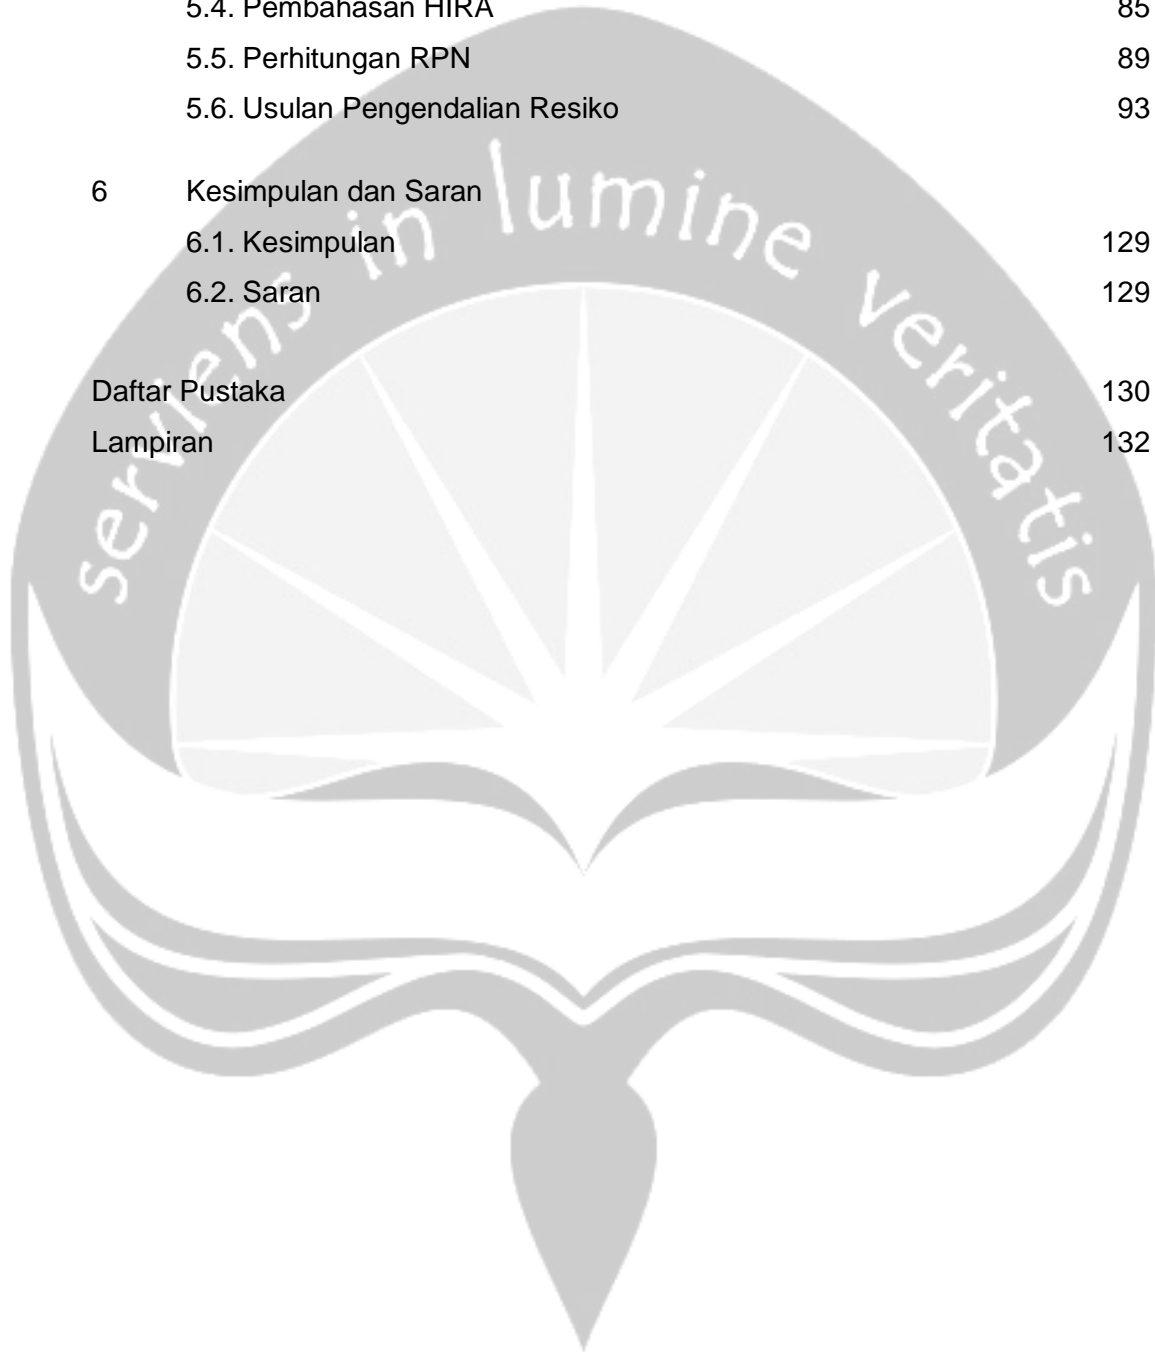 5.4. Pembahasan HIRA 85
5.5. Perhitungan RPN 89
5.6. Usulan Pengendalian Resiko 93
6 Kesimpulan dan Saran
6.1. Kesimpulan 129
6.2. Saran 129
Daftar Pustaka 130
Lampiran 132
serviens in lumine veritatis